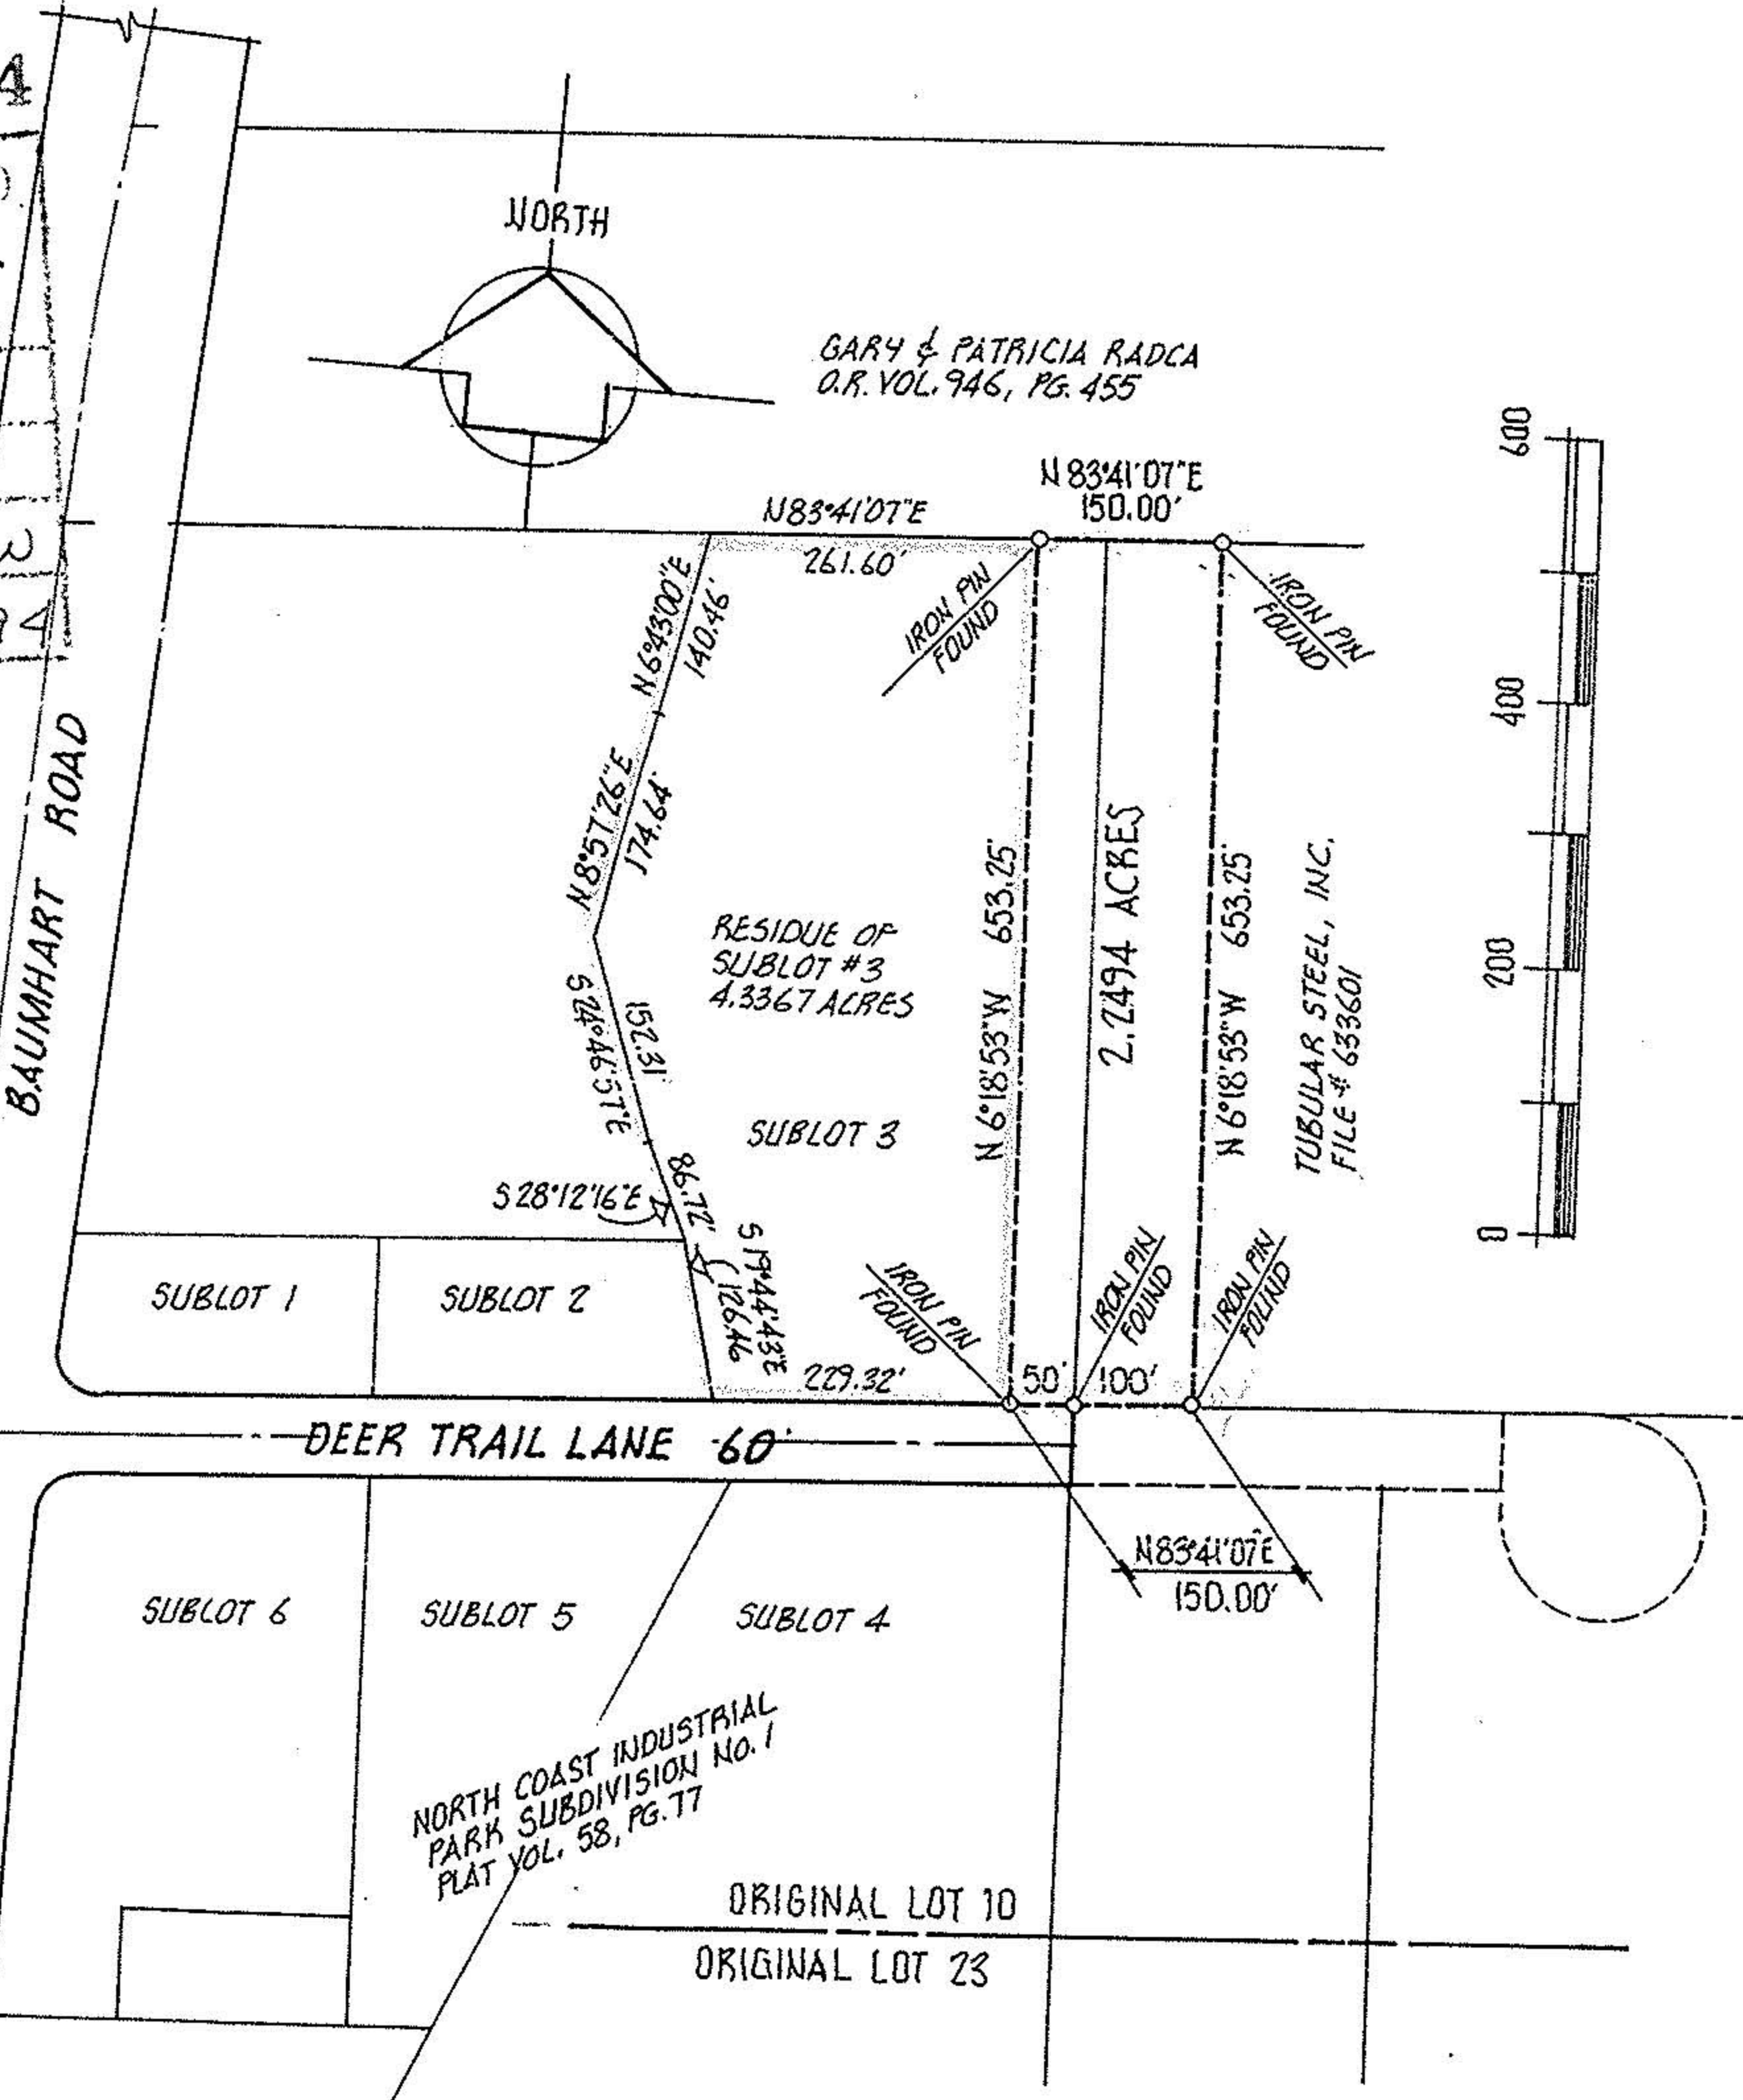 NORTH
GARY & PATRICIA RADCA
O.R. VOL. 946, PG. 455
N 83°41'07"E
150.00'
N83°41'07"E
261.60'
IRON PIN
FOUND
IRON PIN
FOUND
N 6°43'00"E
140.46'
N 8°57'26"E
174.64'
BAUMHART ROAD
RESIDUE OF
SUBLOT #3
4.3367 ACRES
S 24°46'57"E
152.31'
SUBLOT 3
N 6°18'53"W 653.25'
2.2494 ACRES
N 6°18'53"W 653.25'
TUBULAR STEEL, INC.
FILE # 633601
600
400
200
0
S 28°12'16"E
86.72'
S 19°44'43"E
126.46
SUBLOT 1
SUBLOT 2
IRON PIN
FOUND
IRON PIN
FOUND
IRON PIN
FOUND
229.32'
50'
100'
DEER TRAIL LANE 60'
N83°41'07"E
150.00'
SUBLOT 6
SUBLOT 5
SUBLOT 4
NORTH COAST INDUSTRIAL
PARK SUBDIVISION NO. 1
PLAT VOL. 58, PG. 77
ORIGINAL LOT 10
ORIGINAL LOT 23